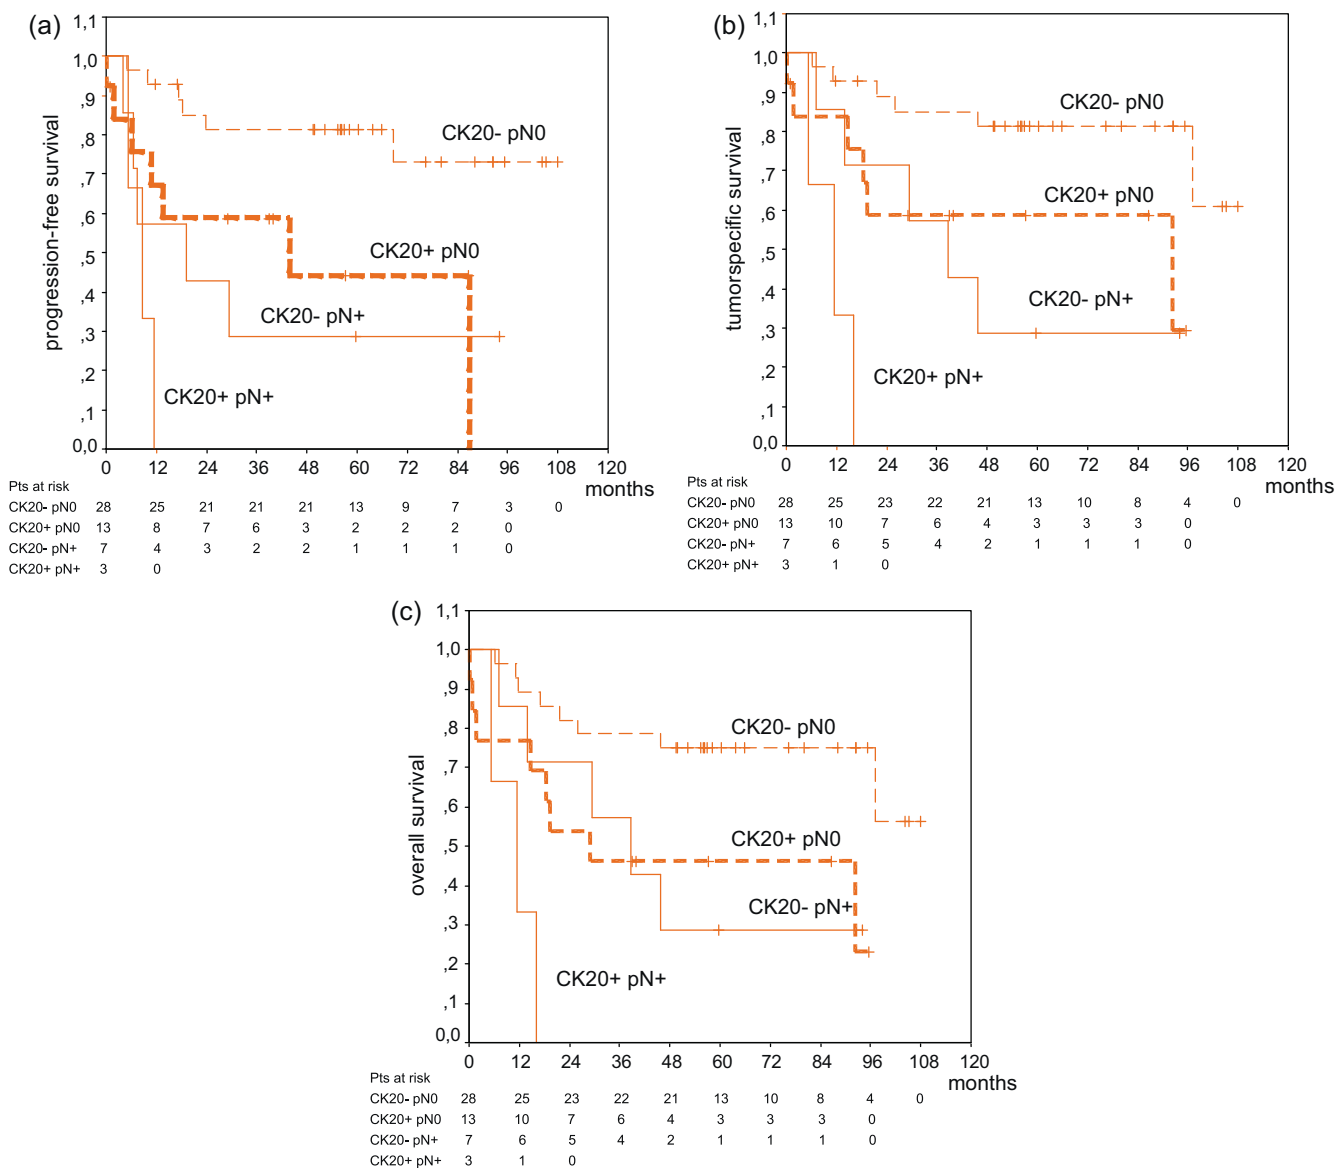 (a)
1,1
1,0
,9
,8
,7
,6
,5
,4
,3
,2
,1
0,0
progression-free survival
CK20- pN0
CK20+ pN0
CK20- pN+
CK20+ pN+
0 12 24 36 48 60 72 84 96 108 120
months
Pts at risk
CK20- pN0 28 25 21 21 21 13 9 7 3 0
CK20+ pN0 13 8 7 6 3 2 2 2 0
CK20- pN+ 7 4 3 2 2 1 1 1 0
CK20+ pN+ 3 0
(b)
1,1
1,0
,9
,8
,7
,6
,5
,4
,3
,2
,1
0,0
tumorspecific survival
CK20- pN0
CK20+ pN0
CK20- pN+
CK20+ pN+
0 12 24 36 48 60 72 84 96 108 120
months
Pts at risk
CK20- pN0 28 25 23 22 21 13 10 8 4 0
CK20+ pN0 13 10 7 6 4 3 3 3 0
CK20- pN+ 7 6 5 4 2 1 1 1 0
CK20+ pN+ 3 1 0
(c)
1,1
1,0
,9
,8
,7
,6
,5
,4
,3
,2
,1
0,0
overall survival
CK20- pN0
CK20+ pN0
CK20- pN+
CK20+ pN+
0 12 24 36 48 60 72 84 96 108 120
months
Pts at risk
CK20- pN0 28 25 23 22 21 13 10 8 4 0
CK20+ pN0 13 10 7 6 4 3 3 3 0
CK20- pN+ 7 6 5 4 2 1 1 1 0
CK20+ pN+ 3 1 0